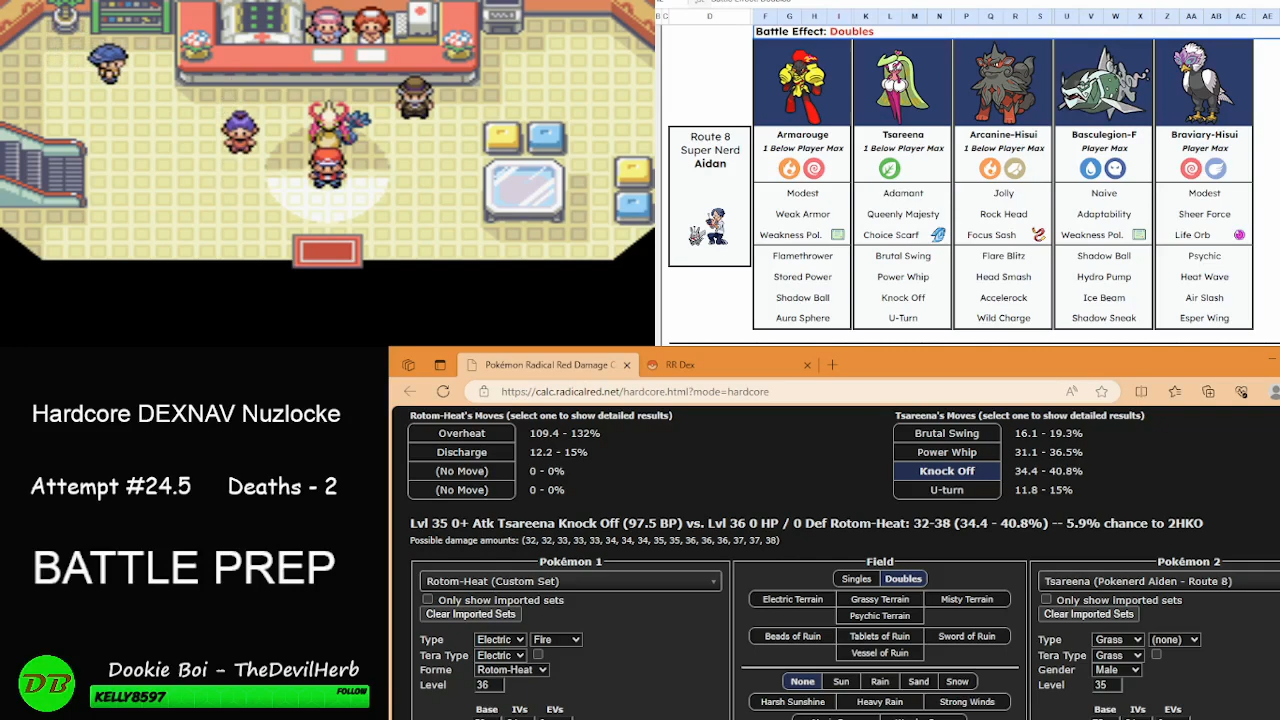 B C D F G H I K L M N P Q R S U V W X Z AA AB AC AE
Battle Effect: Doubles
Route 8
Super Nerd
Aidan
Armarouge Tsareena Arcanine-Hisui Basculegion-F Braviary-Hisui
1 Below Player Max 1 Below Player Max 1 Below Player Max Player Max Player Max
Modest Adamant Jolly Naive Modest
Weak Armor Queenly Majesty Rock Head Adaptability Sheer Force
Weakness Pol. Choice Scarf Focus Sash Weakness Pol. Life Orb
Flamethrower Brutal Swing Flare Blitz Shadow Ball Psychic
Stored Power Power Whip Head Smash Hydro Pump Heat Wave
Shadow Ball Knock Off Accelerock Ice Beam Air Slash
Aura Sphere U-Turn Wild Charge Shadow Sneak Esper Wing
Pokémon Radical Red Damage C RR Dex
https://calc.radicalred.net/hardcore.html?mode=hardcore
Rotom-Heat's Moves (select one to show detailed results) Tsareena's Moves (select one to show detailed results)
Overheat 109.4 - 132% Brutal Swing 16.1 - 19.3%
Discharge 12.2 - 15% Power Whip 31.1 - 36.5%
(No Move) 0 - 0% Knock Off 34.4 - 40.8%
(No Move) 0 - 0% U-turn 11.8 - 15%
Lvl 35 0+ Atk Tsareena Knock Off (97.5 BP) vs. Lvl 36 0 HP / 0 Def Rotom-Heat: 32-38 (34.4 - 40.8%) -- 5.9% chance to 2HKO
Possible damage amounts: (32, 32, 33, 33, 33, 34, 34, 34, 35, 35, 36, 36, 36, 37, 37, 38)
Pokémon 1 Field Pokémon 2
Rotom-Heat (Custom Set) Singles Doubles Tsareena (Pokenerd Aiden - Route 8)
Only show imported sets Electric Terrain Grassy Terrain Misty Terrain Only show imported sets
Clear Imported Sets Psychic Terrain Clear Imported Sets
Type Electric Fire Beads of Ruin Tablets of Ruin Sword of Ruin Type Grass (none)
Tera Type Electric Vessel of Ruin Tera Type Grass
Forme Rotom-Heat Gender Male
Level 36 None Sun Rain Sand Snow Level 35
Harsh Sunshine Heavy Rain Strong Winds
Base IVs EVs Base IVs EVs
Hardcore DEXNAV Nuzlocke
Attempt #24.5 Deaths - 2
BATTLE PREP
DB
Dookie Boi - TheDevilHerb
KELLY8597 FOLLOW